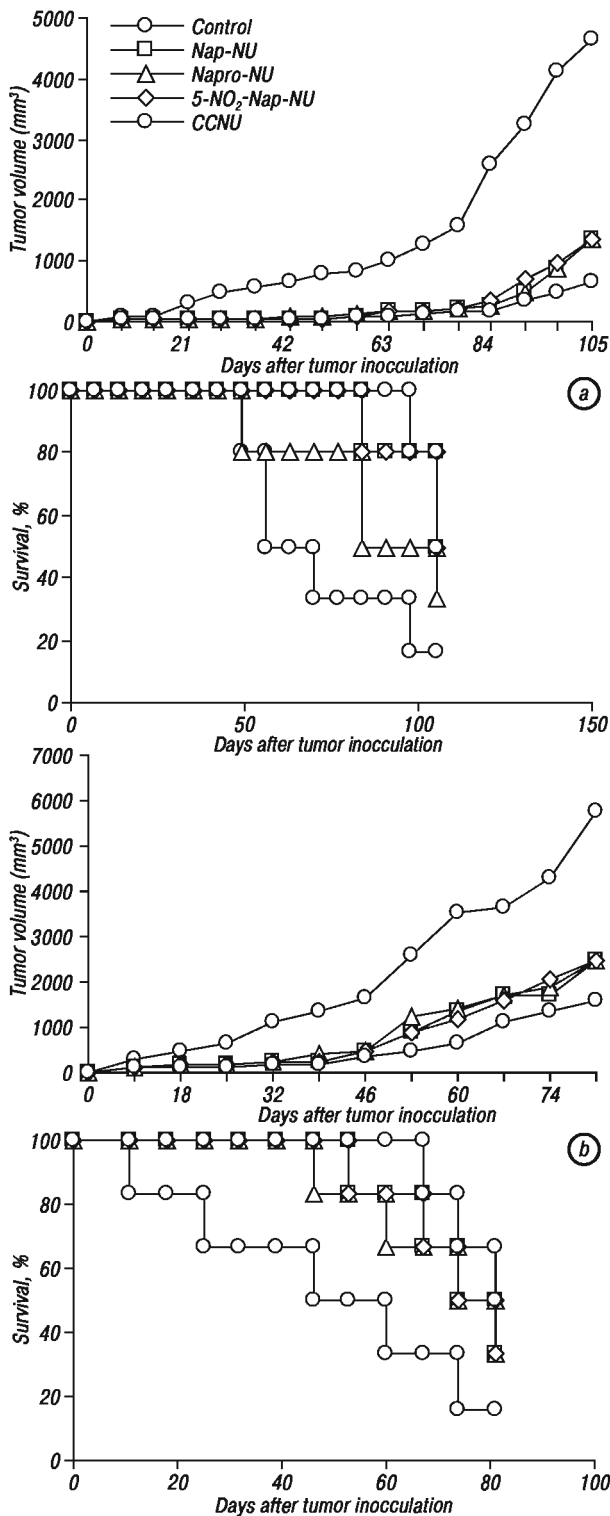 Control
Nap-NU
Napro-NU
5-NO₂-Nap-NU
CCNU
Tumor volume (mm³)
5000
4000
3000
2000
1000
0
0 21 42 63 84 105
Days after tumor inocculation
a
Survival, %
100
80
60
40
20
0
0 50 100 150
Days after tumor inocculation
Tumor volume (mm³)
7000
6000
5000
4000
3000
2000
1000
0
0 18 32 46 60 74
Days after tumor inocculation
b
Survival, %
100
80
60
40
20
0
0 20 40 60 80 100
Days after tumor inocculation